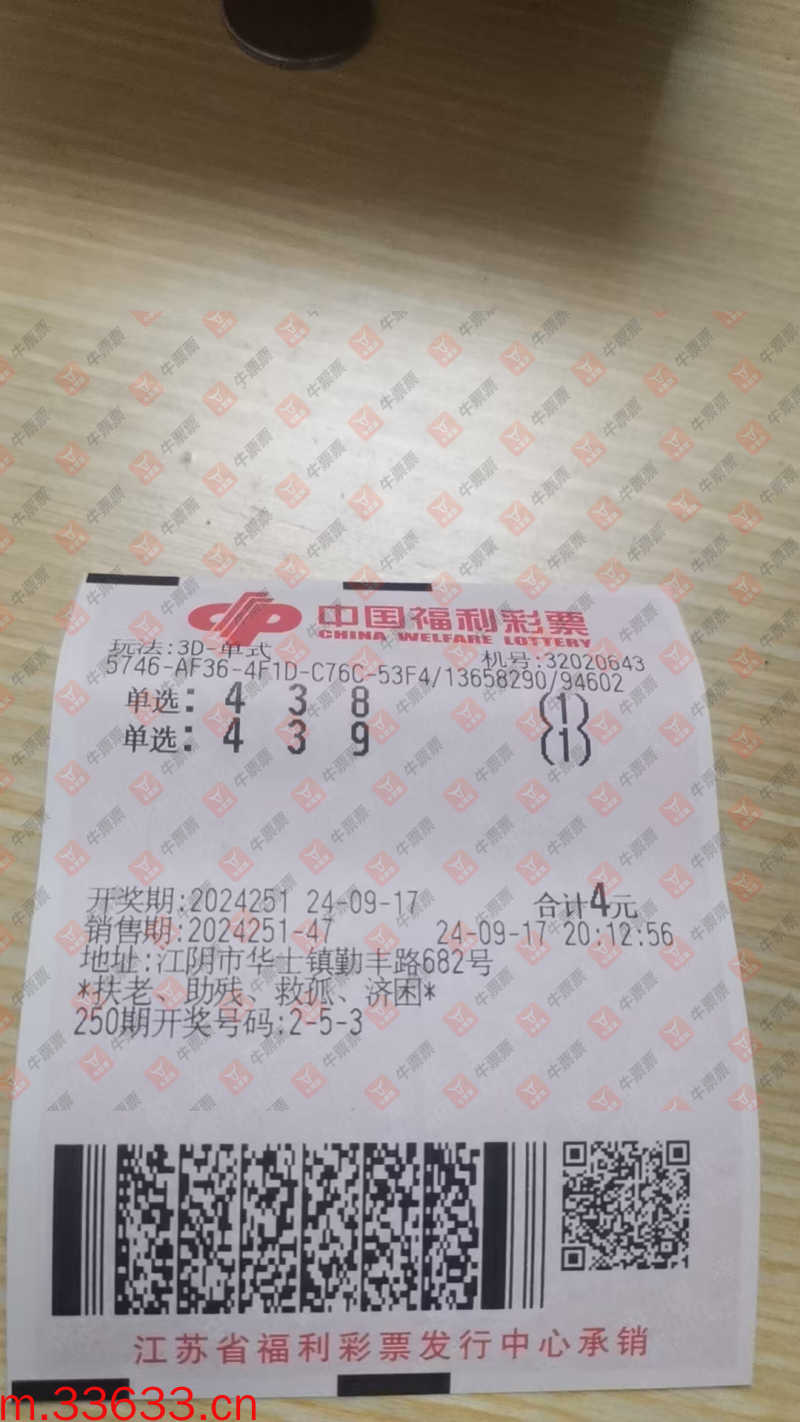 中国福利彩票
CHINA WELFARE LOTTERY
玩法:3D-单式 机号:32020643
5746-AF36-4F1D-C76C-53F4/13658290/94602
单选: 4 3 8 (1)
单选: 4 3 9 (1)
开奖期:2024251 24-09-17 合计4元
销售期:2024251-47 24-09-17 20:12:56
地址:江阴市华士镇勤丰路682号
*扶老、助残、救孤、济困*
250期开奖号码:2-5-3
江苏省福利彩票发行中心承销
m.33633.cn
牛票票